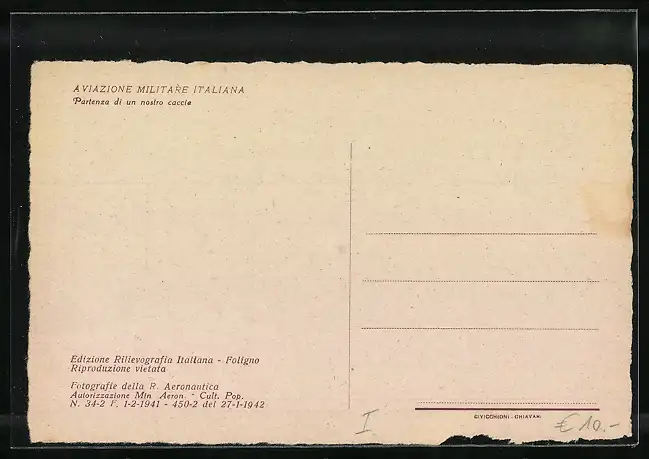 AVIAZIONE MILITARE ITALIANA
Partenza di un nostro caccia
Edizione Rilievografia Italiana - Foligno
Riproduzione vietata
Fotografie della R. Aeronautica
Autorizzazione Min. Aeron. - Cult. Pop.
N. 34-2 F. 1-2-1941 - 450-2 del 27-1-1942
CIVICCHIONI - CHIAVARI
I
€ 10.-